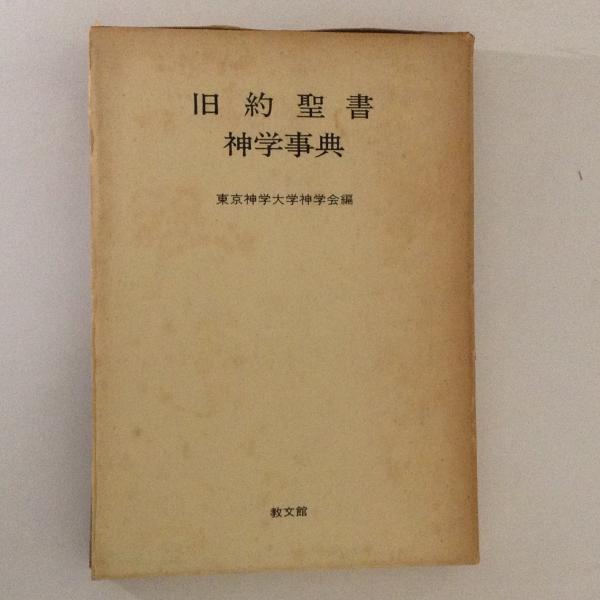 旧約聖書
神学事典
東京神学大学神学会編
教文館